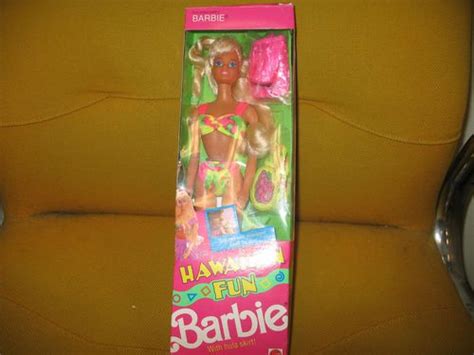 BARBIE
HAWAIIAN
FUN
Barbie
With hula skirt!